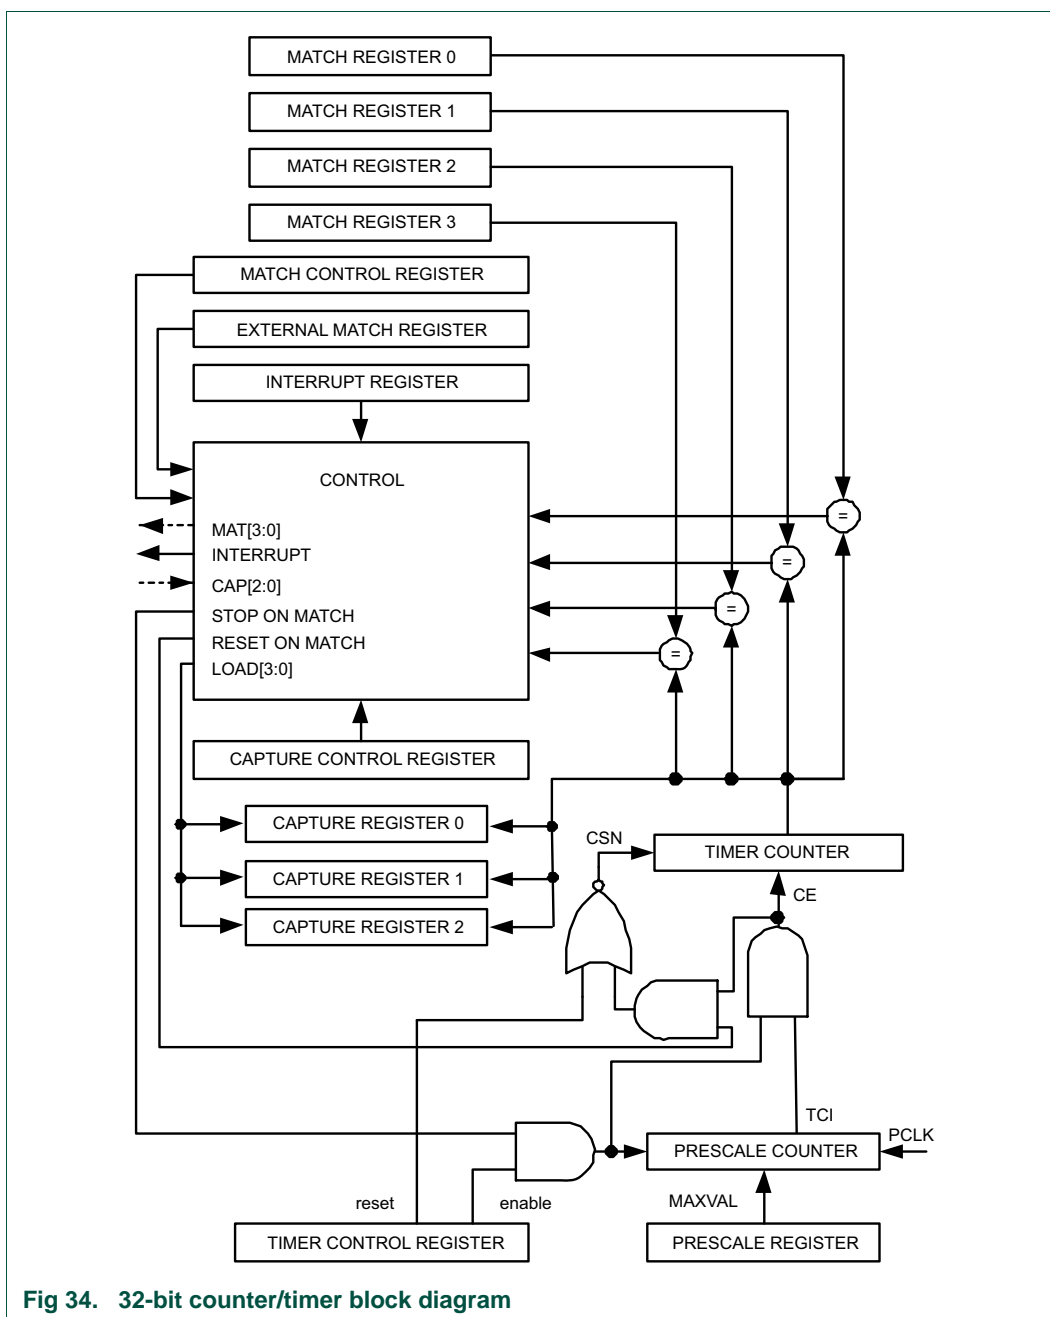 MATCH REGISTER 0
MATCH REGISTER 1
MATCH REGISTER 2
MATCH REGISTER 3
MATCH CONTROL REGISTER
EXTERNAL MATCH REGISTER
INTERRUPT REGISTER
CONTROL
=
MAT[3:0]
INTERRUPT
=
CAP[2:0]
STOP ON MATCH
=
RESET ON MATCH
=
LOAD[3:0]
CAPTURE CONTROL REGISTER
CAPTURE REGISTER 0
CSN
TIMER COUNTER
CAPTURE REGISTER 1
CE
CAPTURE REGISTER 2
TCI
PCLK
PRESCALE COUNTER
reset
enable
MAXVAL
TIMER CONTROL REGISTER
PRESCALE REGISTER
Fig 34. 32-bit counter/timer block diagram